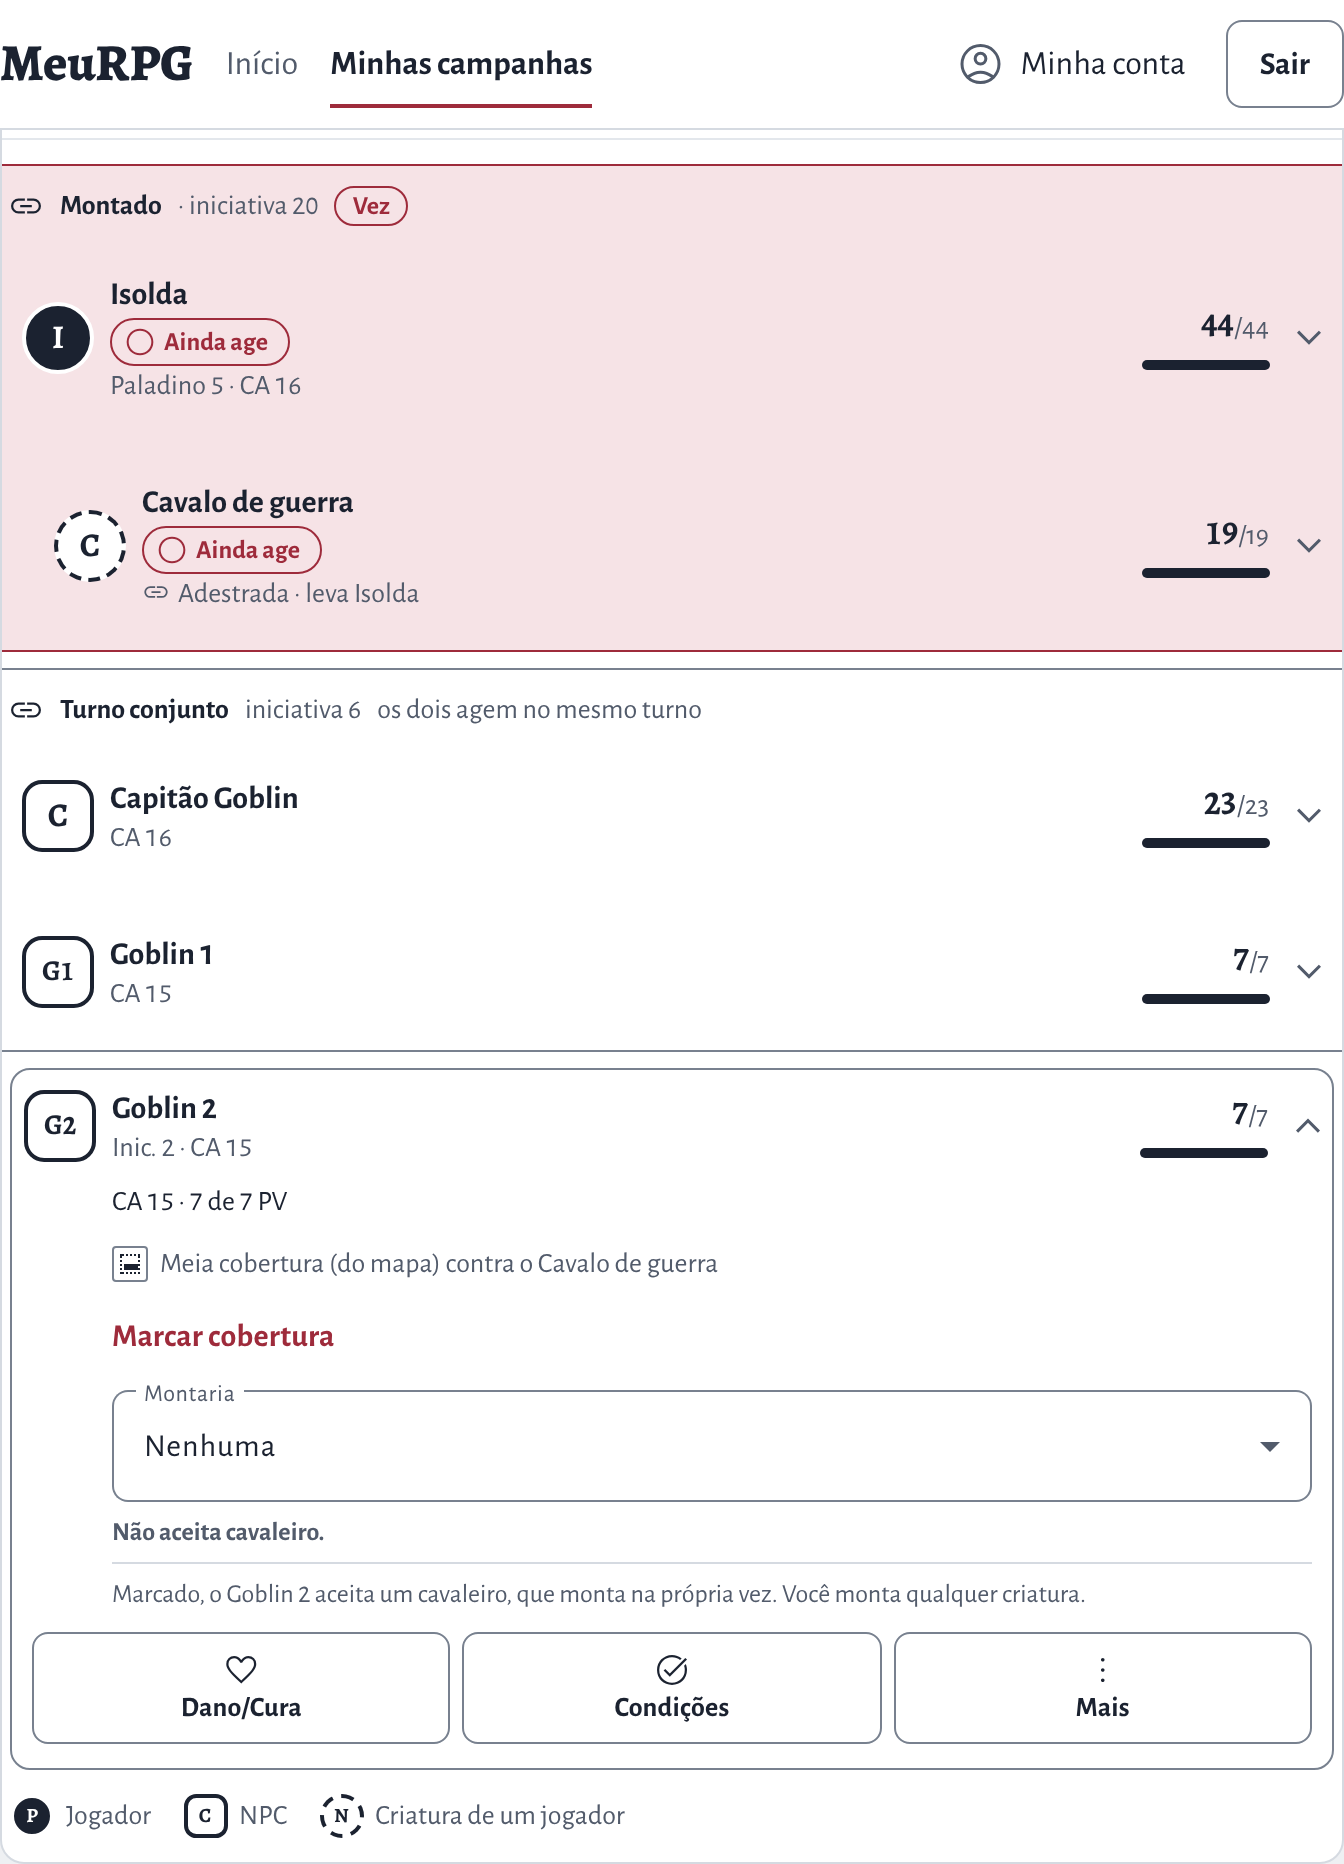 MeuRPG Início Minhas campanhas Minha conta Sair
Montado · iniciativa 20 Vez
Isolda
I
Ainda age
44/44
Paladino 5 · CA 16
Cavalo de guerra
C
Ainda age
19/19
Adestrada · leva Isolda
Turno conjunto iniciativa 6 os dois agem no mesmo turno
C
Capitão Goblin
23/23
CA 16
G1
Goblin 1
7/7
CA 15
G2
Goblin 2
7/7
Inic. 2 · CA 15
CA 15 · 7 de 7 PV
Meia cobertura (do mapa) contra o Cavalo de guerra
Marcar cobertura
Montaria
Nenhuma
Não aceita cavaleiro.
Marcado, o Goblin 2 aceita um cavaleiro, que monta na própria vez. Você monta qualquer criatura.
Dano/Cura Condições Mais
P Jogador C NPC N Criatura de um jogador